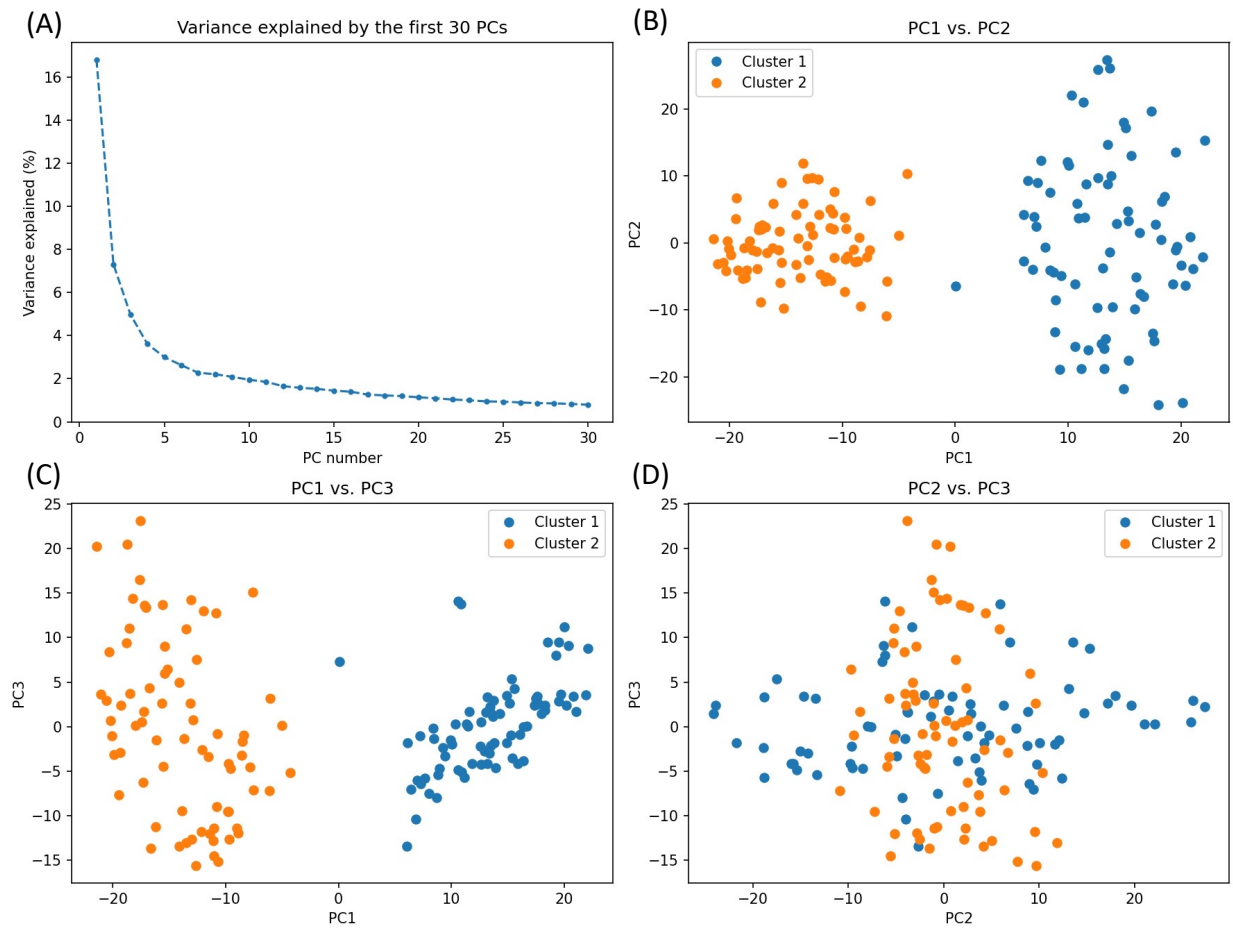 (A)
Variance explained by the first 30 PCs
Variance explained (%)
16
14
12
10
8
6
4
2
0
0 5 10 15 20 25 30
PC number
(B)
PC1 vs. PC2
Cluster 1
Cluster 2
PC2
20
10
0
−10
−20
−20 −10 0 10 20
PC1
(C)
PC1 vs. PC3
Cluster 1
Cluster 2
PC3
25
20
15
10
5
0
−5
−10
−15
−20 −10 0 10 20
PC1
(D)
PC2 vs. PC3
Cluster 1
Cluster 2
PC3
25
20
15
10
5
0
−5
−10
−15
−20 −10 0 10 20
PC2